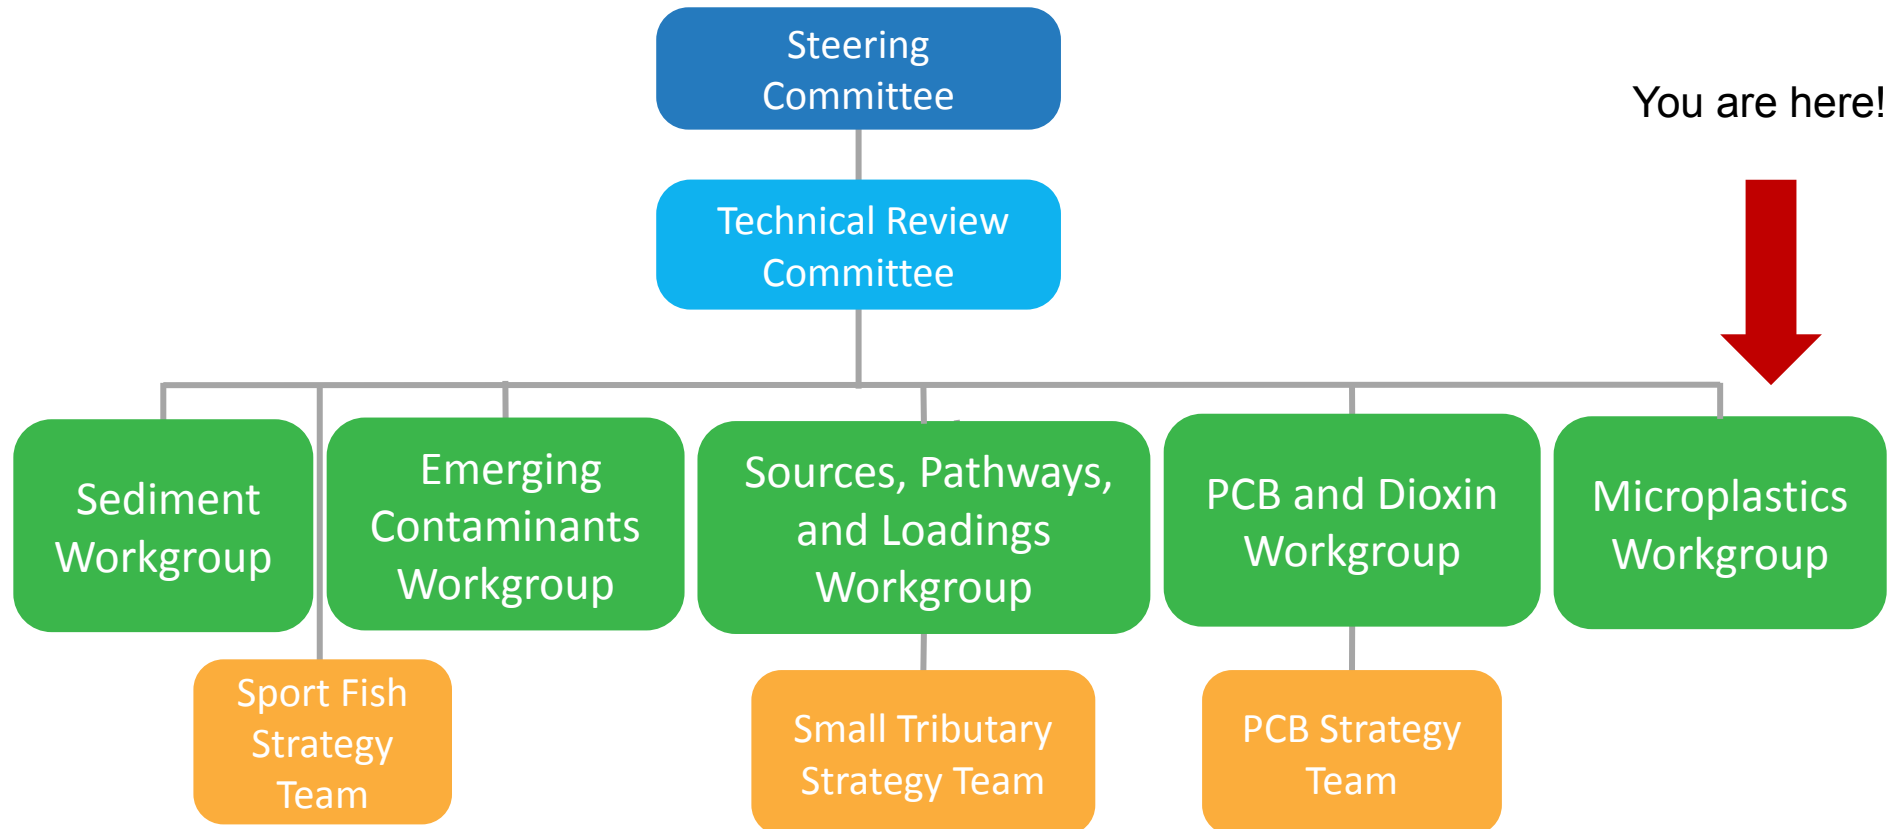 Steering
Committee
You are here!
Technical Review
Committee
Sediment
Workgroup
Emerging
Contaminants
Workgroup
Sources, Pathways,
and Loadings
Workgroup
PCB and Dioxin
Workgroup
Microplastics
Workgroup
Sport Fish
Strategy
Team
Small Tributary
Strategy Team
PCB Strategy
Team